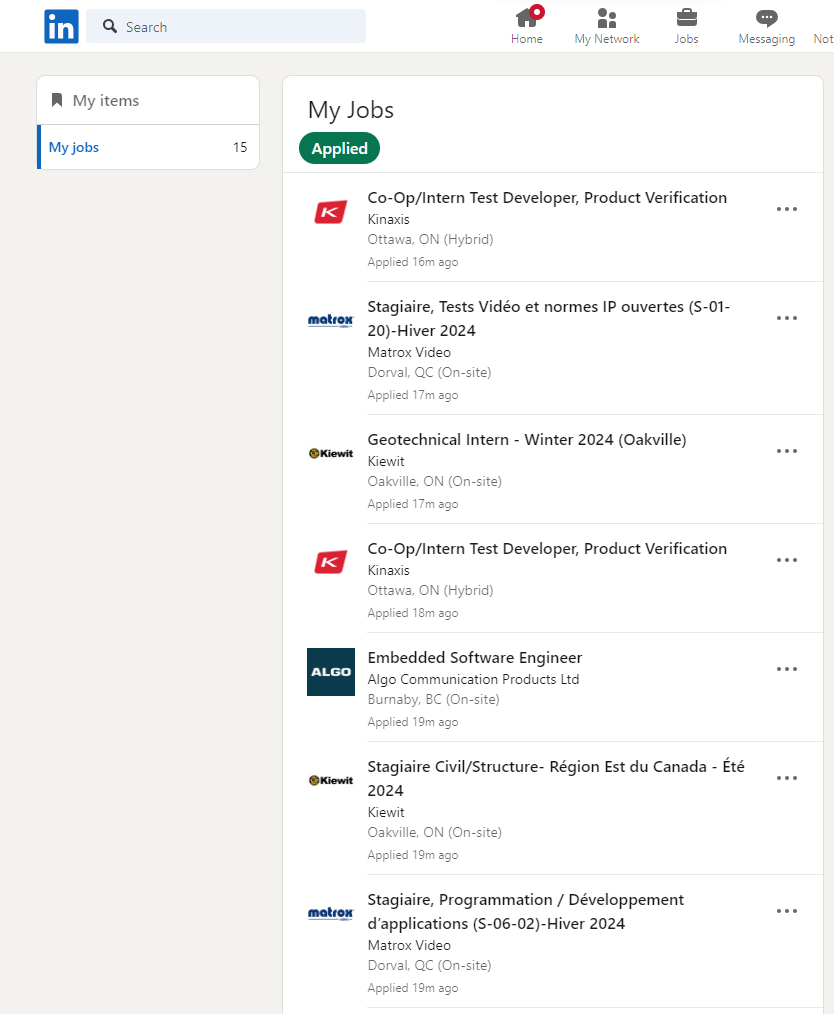 in
Search
Home
My Network
Jobs
Messaging
Not
My items
My jobs
15
My Jobs
Applied
K
Co-Op/Intern Test Developer, Product Verification
Kinaxis
Ottawa, ON (Hybrid)
Applied 16m ago
matrox
Stagiaire, Tests Vidéo et normes IP ouvertes (S-01-
20)-Hiver 2024
Matrox Video
Dorval, QC (On-site)
Applied 17m ago
Kiewit
Geotechnical Intern - Winter 2024 (Oakville)
Kiewit
Oakville, ON (On-site)
Applied 17m ago
K
Co-Op/Intern Test Developer, Product Verification
Kinaxis
Ottawa, ON (Hybrid)
Applied 18m ago
ALGO
Embedded Software Engineer
Algo Communication Products Ltd
Burnaby, BC (On-site)
Applied 19m ago
Kiewit
Stagiaire Civil/Structure- Région Est du Canada - Été
2024
Kiewit
Oakville, ON (On-site)
Applied 19m ago
matrox
Stagiaire, Programmation / Développement
d’applications (S-06-02)-Hiver 2024
Matrox Video
Dorval, QC (On-site)
Applied 19m ago